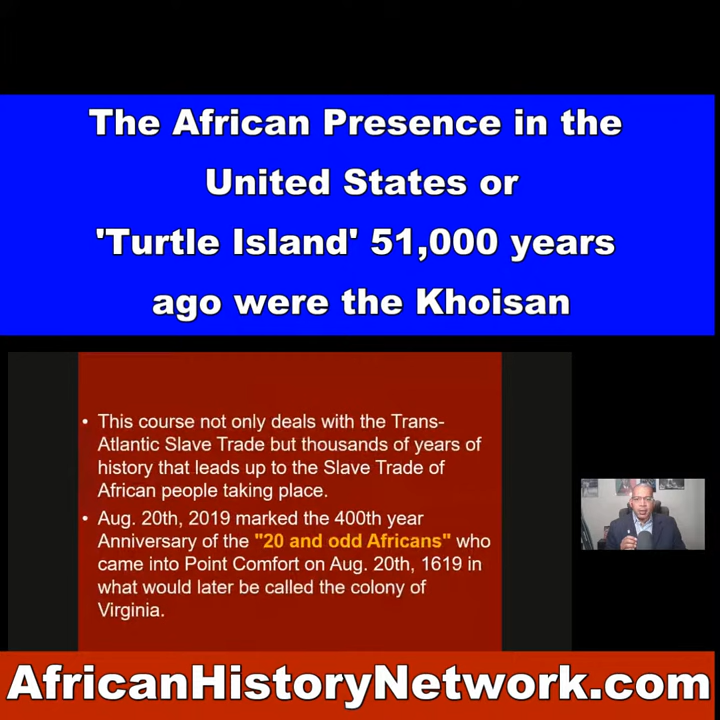 The African Presence in the
United States or
'Turtle Island' 51,000 years
ago were the Khoisan
• This course not only deals with the Trans-
Atlantic Slave Trade but thousands of years of
history that leads up to the Slave Trade of
African people taking place.
• Aug. 20th, 2019 marked the 400th year
Anniversary of the "20 and odd Africans" who
came into Point Comfort on Aug. 20th, 1619 in
what would later be called the colony of
Virginia.
AfricanHistoryNetwork.com